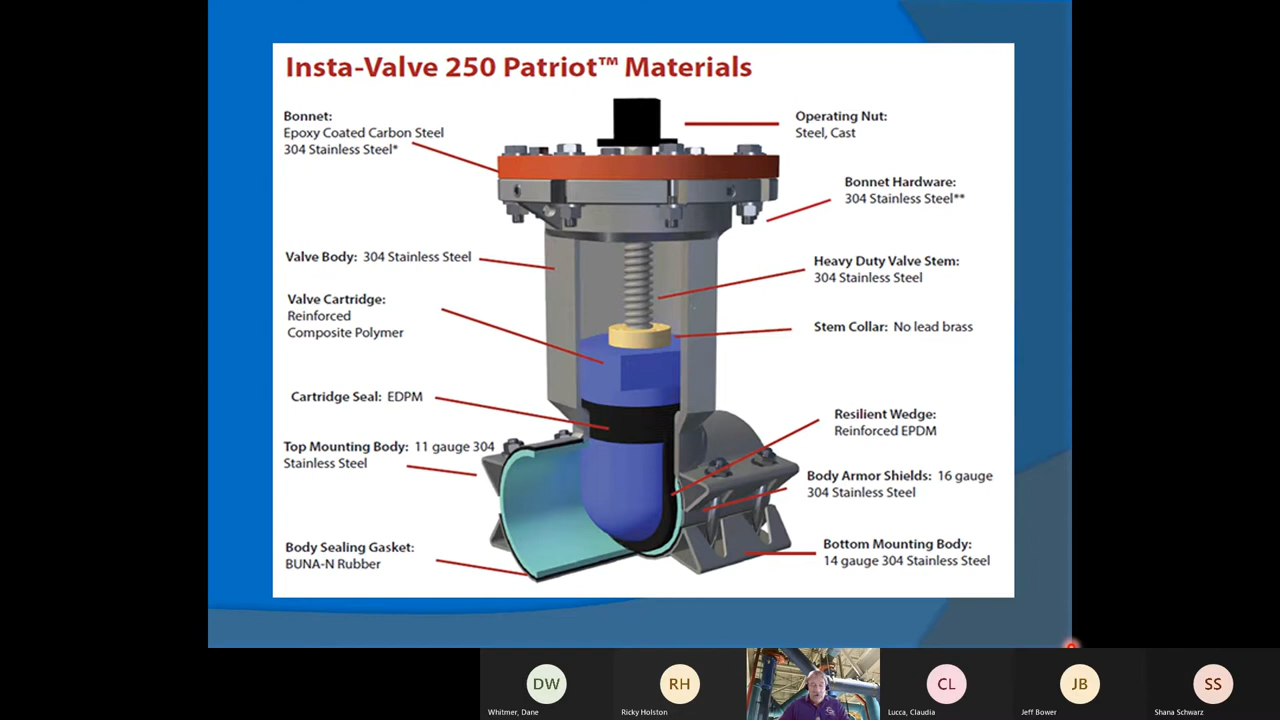 Insta-Valve 250 Patriot™ Materials
Bonnet:
Epoxy Coated Carbon Steel
304 Stainless Steel*
Operating Nut:
Steel, Cast
Bonnet Hardware:
304 Stainless Steel**
Valve Body: 304 Stainless Steel
Heavy Duty Valve Stem:
304 Stainless Steel
Valve Cartridge:
Reinforced
Composite Polymer
Stem Collar: No lead brass
Cartridge Seal: EDPM
Resilient Wedge:
Reinforced EPDM
Top Mounting Body: 11 gauge 304
Stainless Steel
Body Armor Shields: 16 gauge
304 Stainless Steel
Body Sealing Gasket:
BUNA-N Rubber
Bottom Mounting Body:
14 gauge 304 Stainless Steel
DW
RH
CL
JB
SS
Whitmer, Dane
Ricky Holston
Lucca, Claudia
Jeff Bower
Shana Schwarz